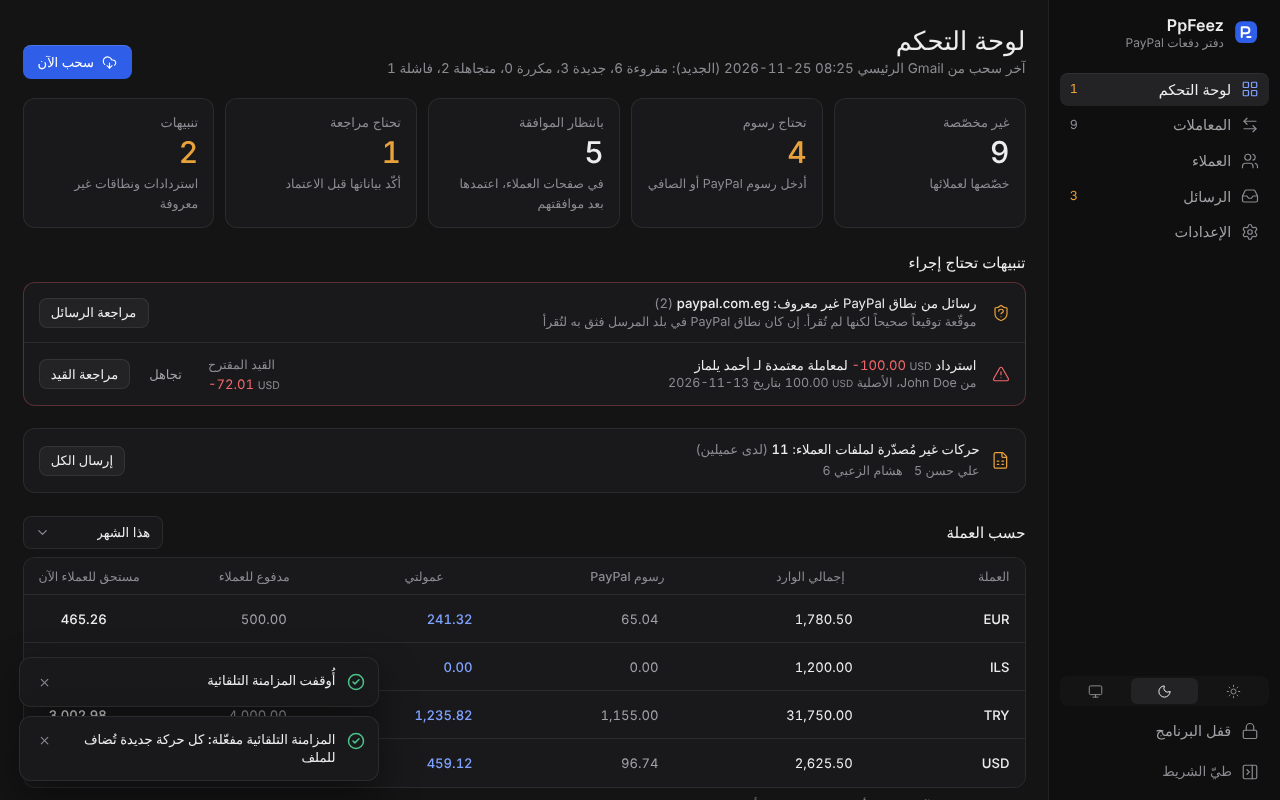 PpFeez
دفتر دفعات PayPal
لوحة التحكم 1
المعاملات 9
العملاء
الرسائل 3
الإعدادات
قفل البرنامج
طيّ الشريط
لوحة التحكم
آخر سحب من Gmail الرئيسي 2026-11-25 08:25 (الجديد): مقروءة 6، جديدة 3، مكررة 0، متجاهلة 2، فاشلة 1
سحب الآن
غير مخصّصة
9
خصّصها لعملائها
تحتاج رسوم
4
أدخل رسوم PayPal أو الصافي
بانتظار الموافقة
5
في صفحات العملاء، اعتمدها
بعد موافقتهم
تحتاج مراجعة
1
أكّد بياناتها قبل الاعتماد
تنبيهات
2
استردادات ونطاقات غير
معروفة
تنبيهات تحتاج إجراء
رسائل من نطاق PayPal غير معروف: paypal.com.eg (2)
موقّعة توقيعاً صحيحاً لكنها لم تُقرأ. إن كان نطاق PayPal في بلد المرسل فثق به لتُقرأ
مراجعة الرسائل
استرداد -100.00 USD لمعاملة معتمدة لـ أحمد يلماز
من John Doe، الأصلية 100.00 USD بتاريخ 2026-11-13
القيد المقترح
-72.01 USD
تجاهل
مراجعة القيد
حركات غير مُصدّرة لملفات العملاء: 11 (لدى عميلين)
علي حسن 5 هشام الزعبي 6
إرسال الكل
حسب العملة
هذا الشهر
العملة إجمالي الوارد رسوم PayPal عمولتي مدفوع للعملاء مستحق للعملاء الآن
EUR 1,780.50 65.04 241.32 500.00 465.26
ILS 1,200.00 0.00 0.00
TRY 31,750.00 1,155.00 1,235.82 4,000.00 3,002.98
USD 2,625.50 96.74 459.12
أُوقفت المزامنة التلقائية
المزامنة التلقائية مفعّلة: كل حركة جديدة تُضاف
للملف